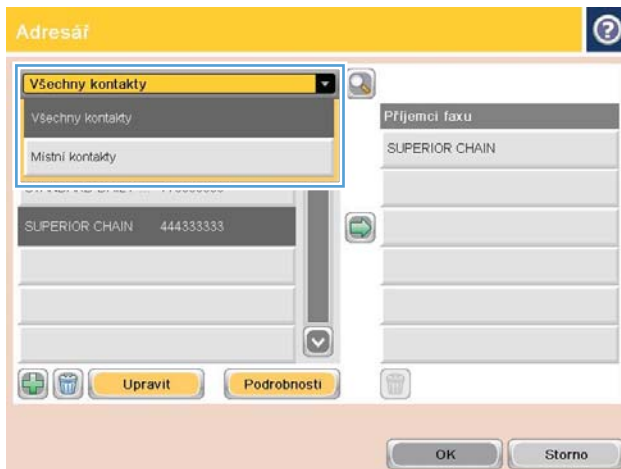 Adresář
?
Všechny kontakty
Všechny kontakty
Místní kontakty
SUPERIOR CHAIN 444333333
Příjemci faxu
SUPERIOR CHAIN
Upravit
Podrobnosti
OK
Storno